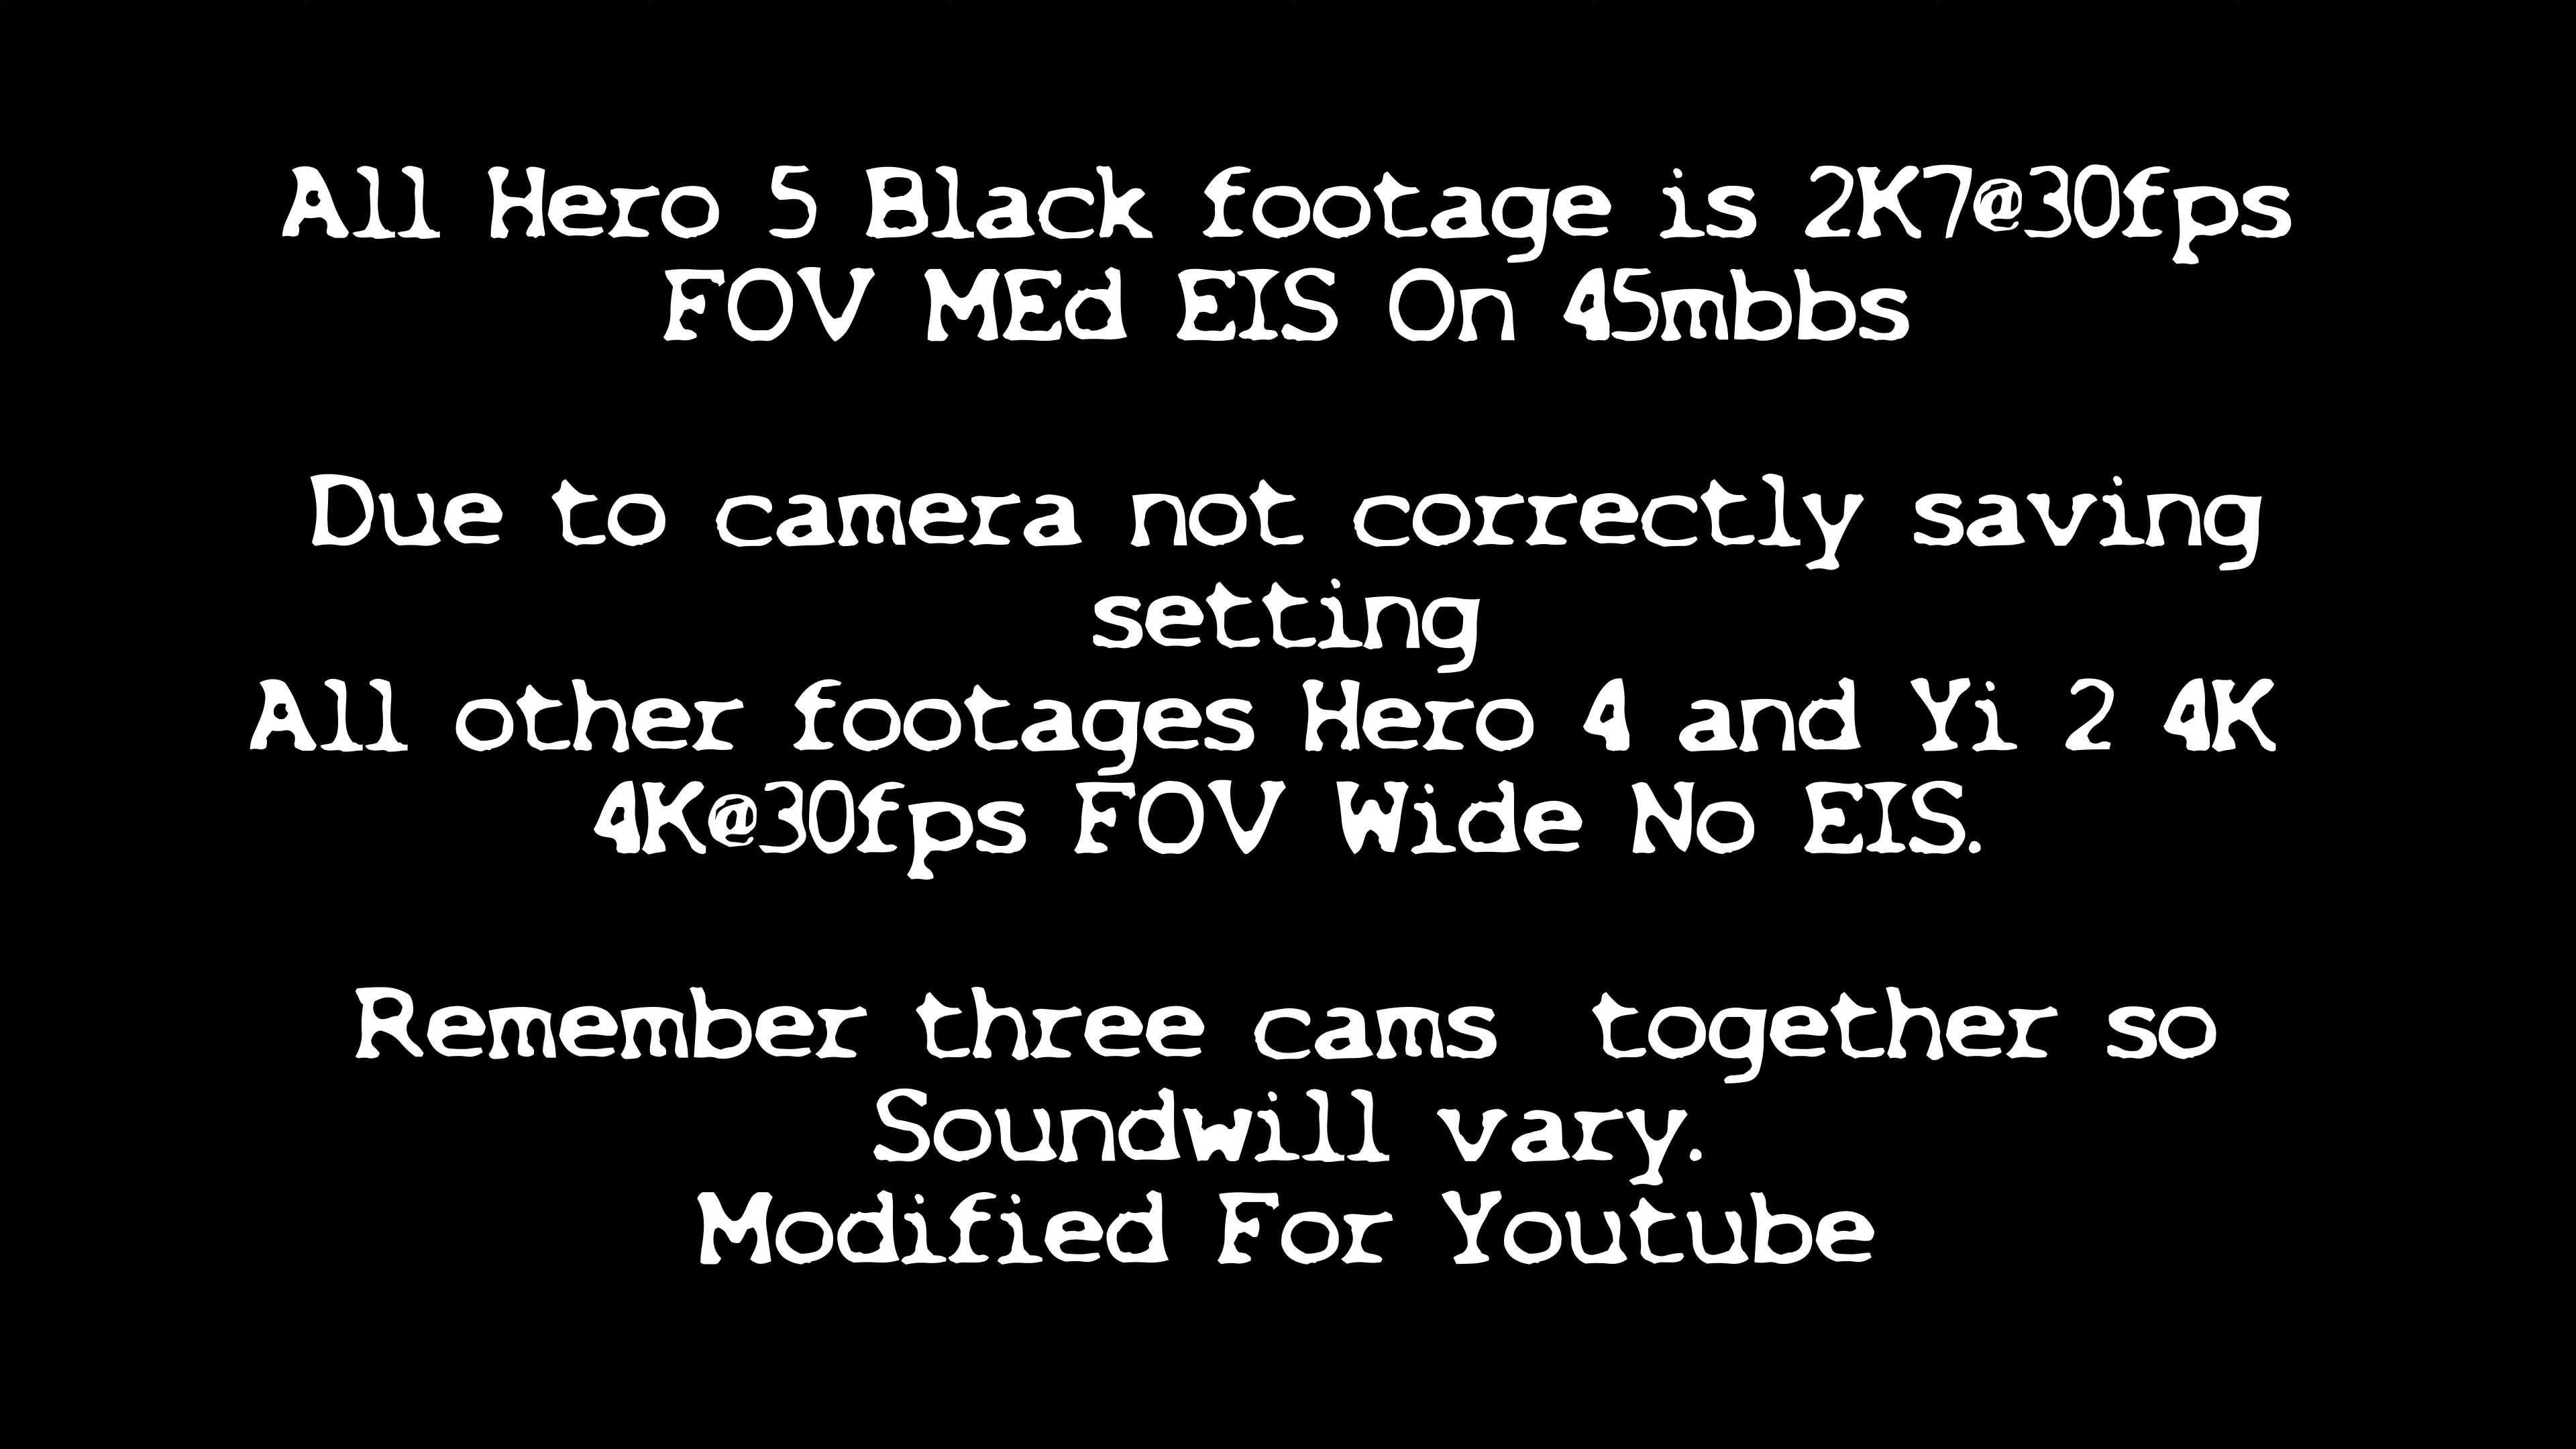 All Hero 5 Black footage is 2K7@30fps
FOV MEd EIS On 45mbbs
Due to camera not correctly saving
setting
All other footages Hero 4 and Yi 2 4K
4K@30fps FOV Wide No EIS.
Remember three cams  together so
Soundwill vary.
Modified For Youtube